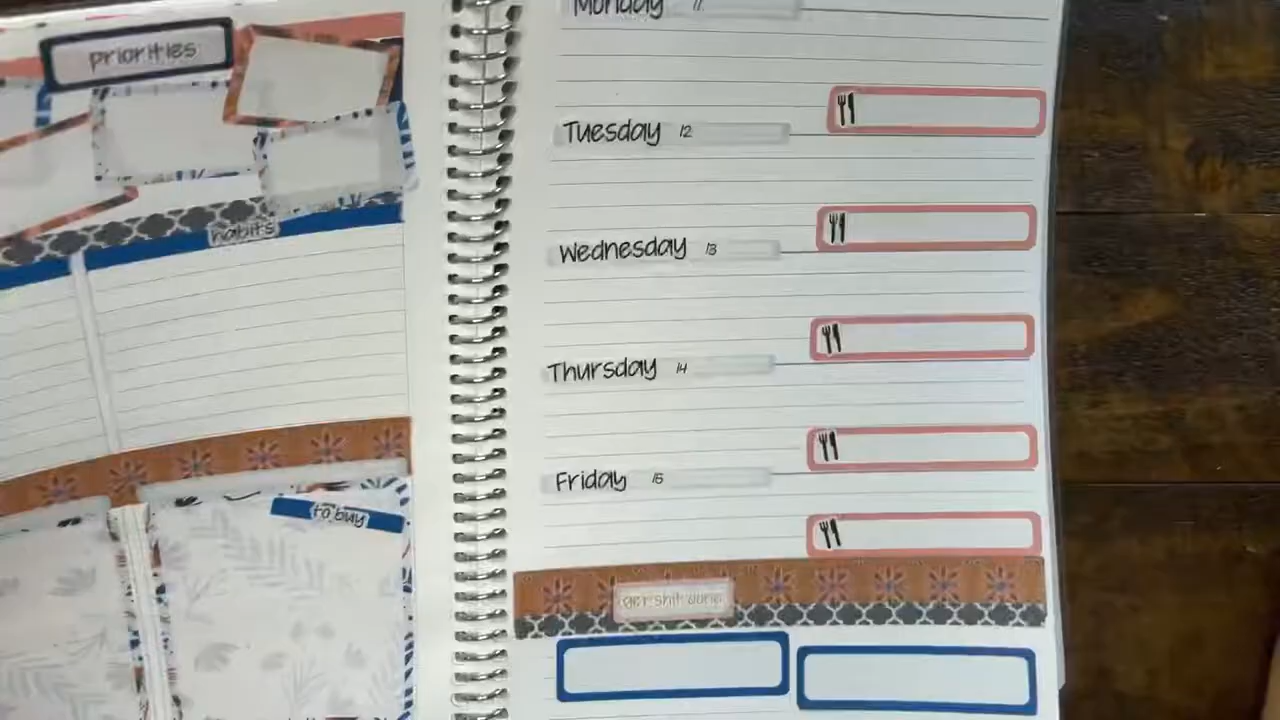 priorities
habits
to buy
Monday 11
Tuesday 12
Wednesday 13
Thursday 14
Friday 15
get shit done